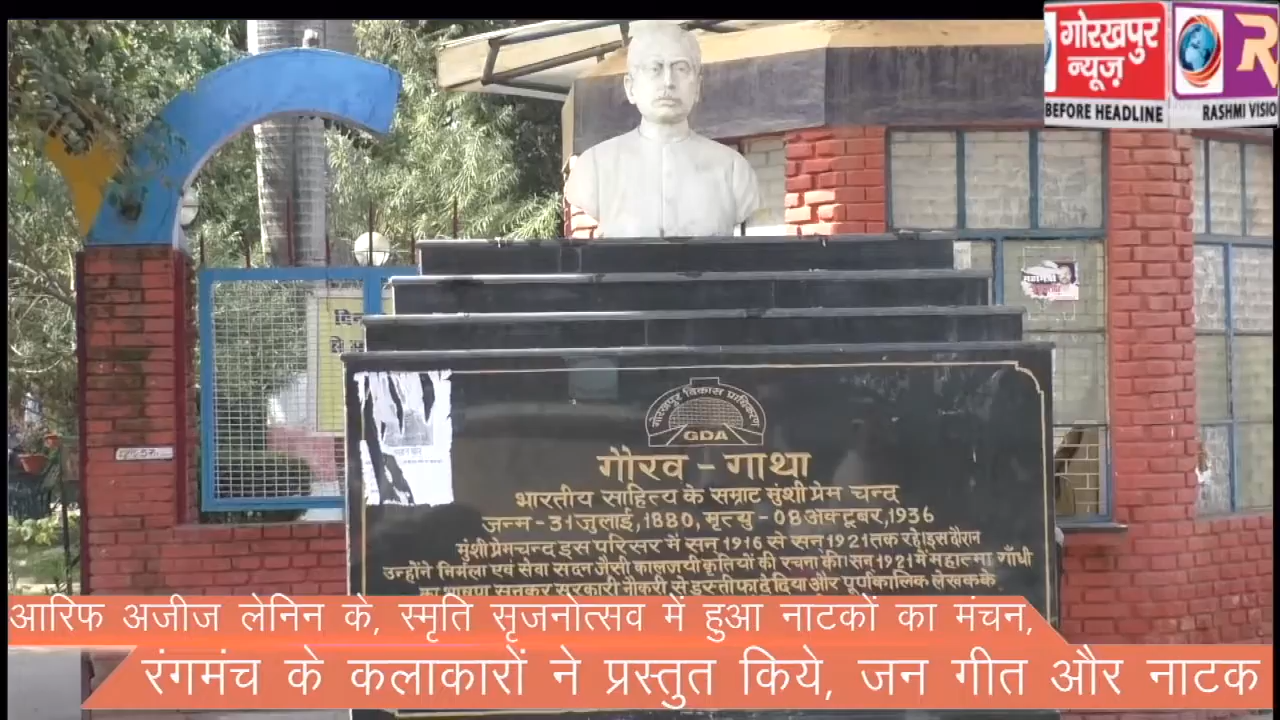 गोरखपुर
न्यूज़
BEFORE HEADLINE
RASHMI VISIO
गोरखपुर विकास प्राधिकरण
GDA
गौरव - गाथा
भारतीय साहित्य के सम्राट मुंशी प्रेम चन्द
जन्म - 31 जुलाई, 1880, मृत्यु - 08 अक्टूबर, 1936
मुंशी प्रेमचन्द इस परिसर में सन् 1916 से सन् 1921 तक रहे। इस दौरान
उन्होंने निर्मला एवं सेवा सदन जैसी कालजयी कृतियों की रचना की। सन् 1921 में महात्मा गाँधी
का भाषण सुनकर सरकारी नौकरी से इस्तीफा दे दिया और पूर्णकालिक लेखक के
आरिफ अजीज लेनिन के, स्मृति सृजनोत्सव में हुआ नाटकों का मंचन,
रंगमंच के कलाकारों ने प्रस्तुत किये, जन गीत और नाटक